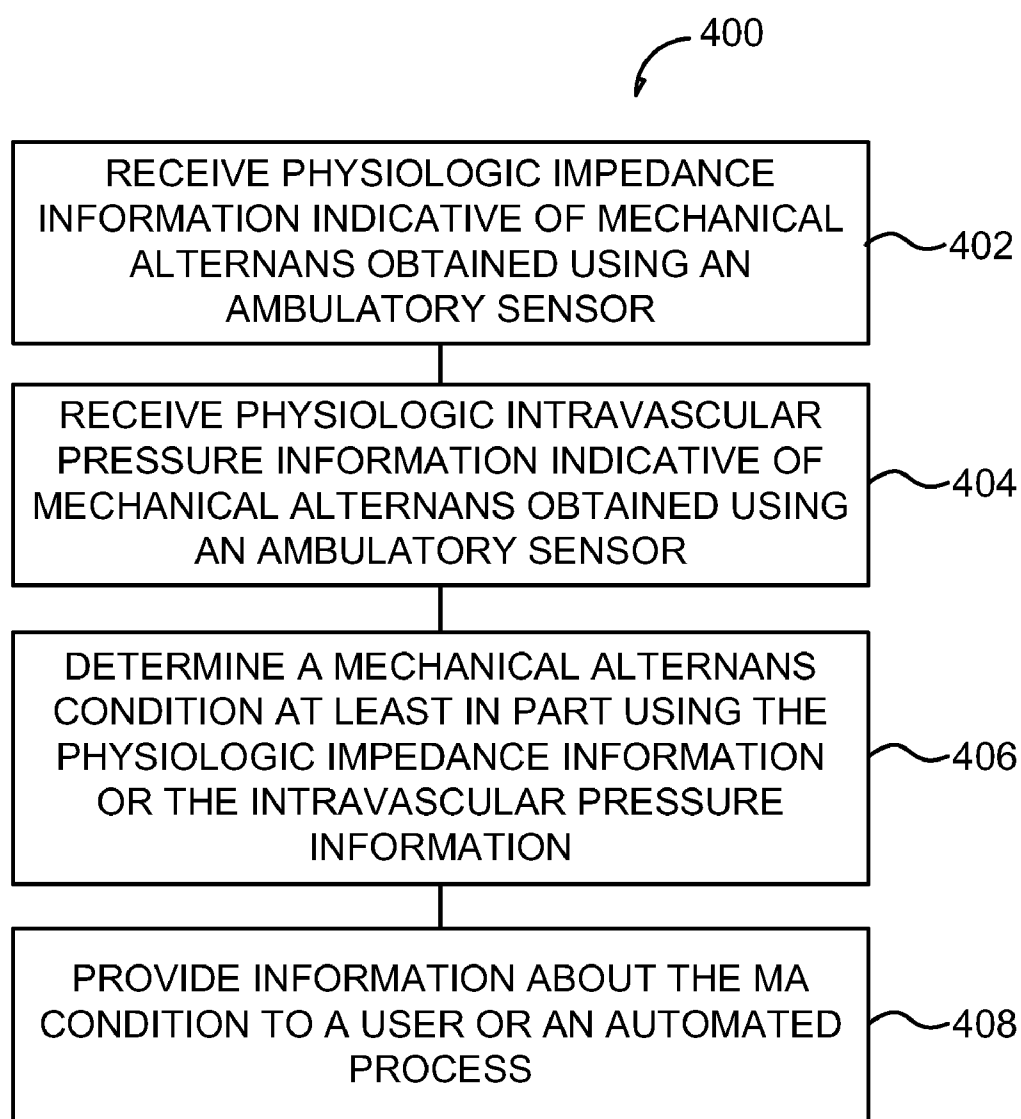 400
RECEIVE PHYSIOLOGIC IMPEDANCE
INFORMATION INDICATIVE OF MECHANICAL
ALTERNANS OBTAINED USING AN
AMBULATORY SENSOR
402
RECEIVE PHYSIOLOGIC INTRAVASCULAR
PRESSURE INFORMATION INDICATIVE OF
MECHANICAL ALTERNANS OBTAINED USING
AN AMBULATORY SENSOR
404
DETERMINE A MECHANICAL ALTERNANS
CONDITION AT LEAST IN PART USING THE
PHYSIOLOGIC IMPEDANCE INFORMATION
OR THE INTRAVASCULAR PRESSURE
INFORMATION
406
PROVIDE INFORMATION ABOUT THE MA
CONDITION TO A USER OR AN AUTOMATED
PROCESS
408